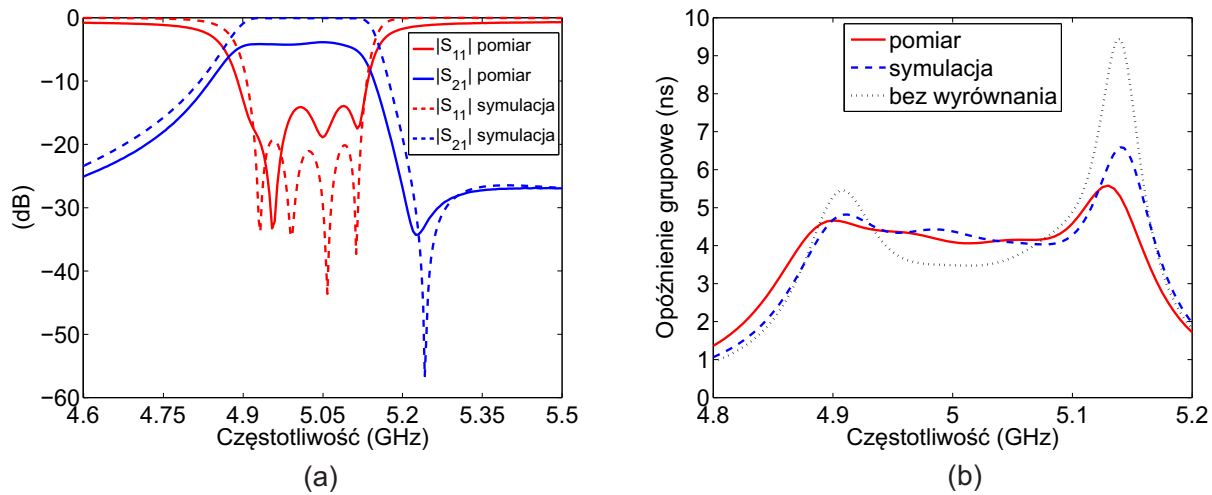 0
−10
−20
−30
−40
−50
−60
(dB)
4.6
4.75
4.9
5.05
5.2
5.35
5.5
Częstotliwość (GHz)
|S11| pomiar
|S21| pomiar
|S11| symulacja
|S21| symulacja
(a)
10
9
8
7
6
5
4
3
2
1
0
Opóźnienie grupowe (ns)
4.8
4.9
5
5.1
5.2
Częstotliwość (GHz)
pomiar
symulacja
bez wyrównania
(b)